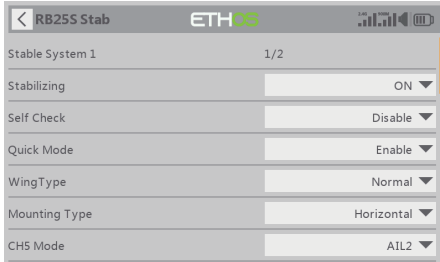 RB25S Stab
ETHOS
Stable System 1 1/2
Stabilizing ON
Self Check Disable
Quick Mode Enable
WingType Normal
Mounting Type Horizontal
CH5 Mode AIL2